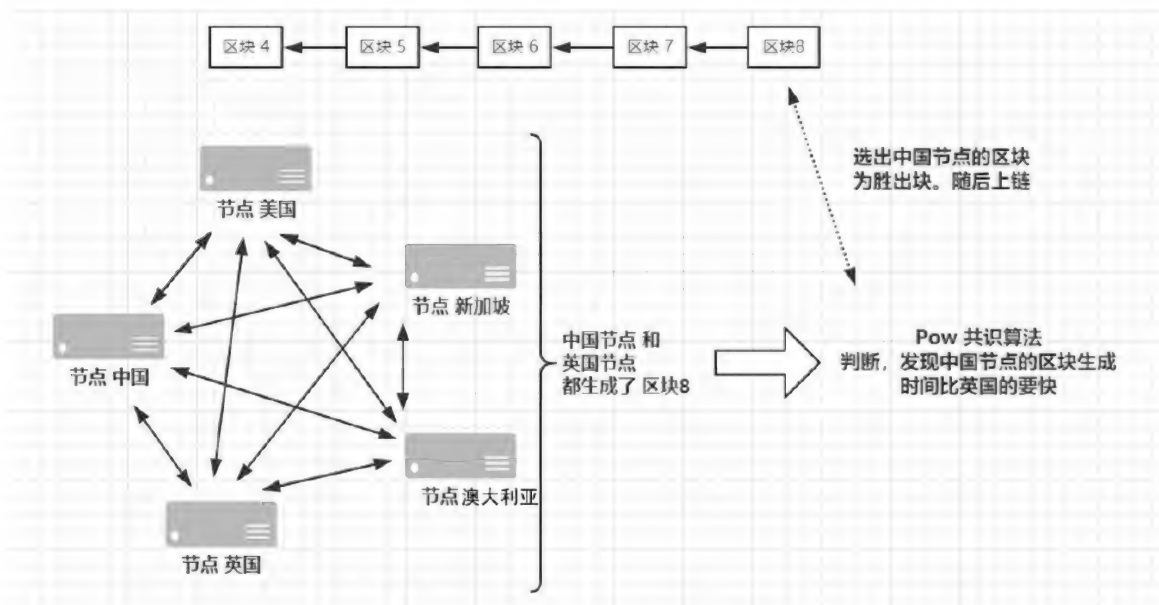 区块 4
区块 5
区块 6
区块 7
区块8
选出中国节点的区块
为胜出块。随后上链
节点 美国
节点 新加坡
节点 中国
中国节点 和
英国节点
都生成了 区块8
Pow 共识算法
判断，发现中国节点的区块生成
时间比英国的要快
节点 澳大利亚
节点 英国